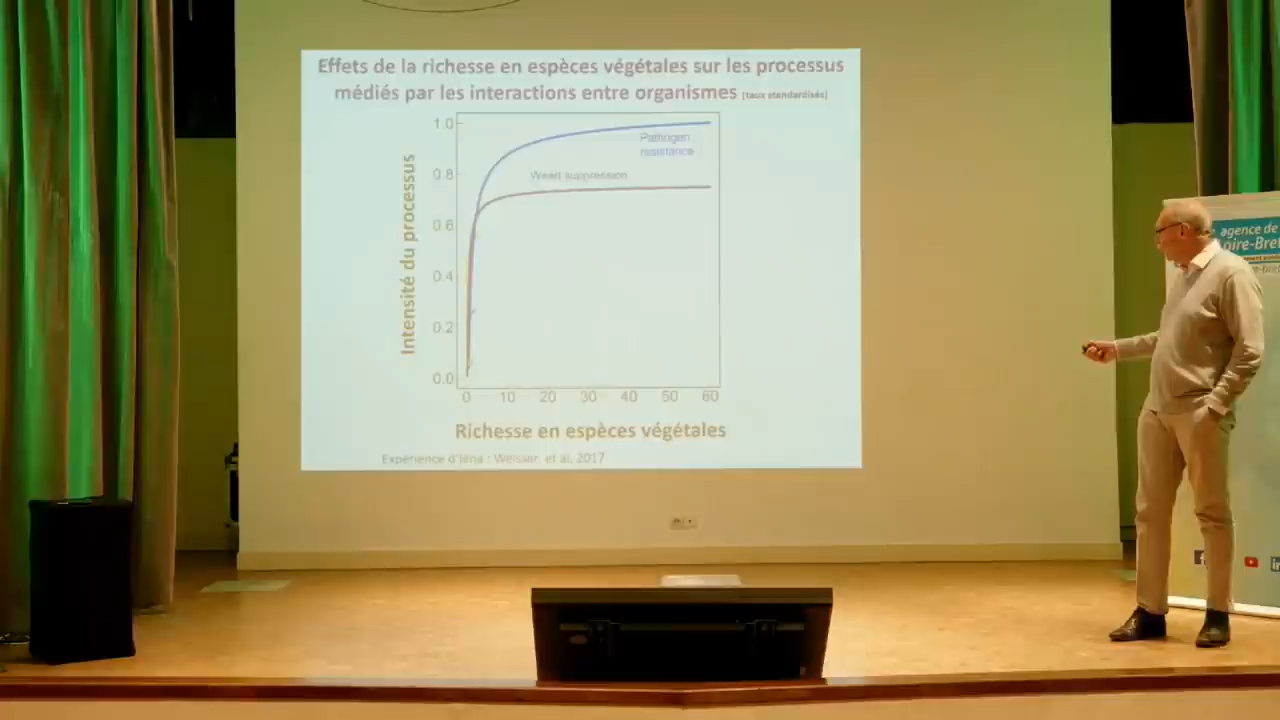 Effets de la richesse en espèces végétales sur les processus
médiés par les interactions entre organismes (taux standardisés)
1.0
Pathogen
resistance
0.8
Weed suppression
0.6
0.4
0.2
0.0
Intensité du processus
0 10 20 30 40 50 60
Richesse en espèces végétales
Expérience d'Iéna : Weisser et al, 2017
agence de
Loire-Bret